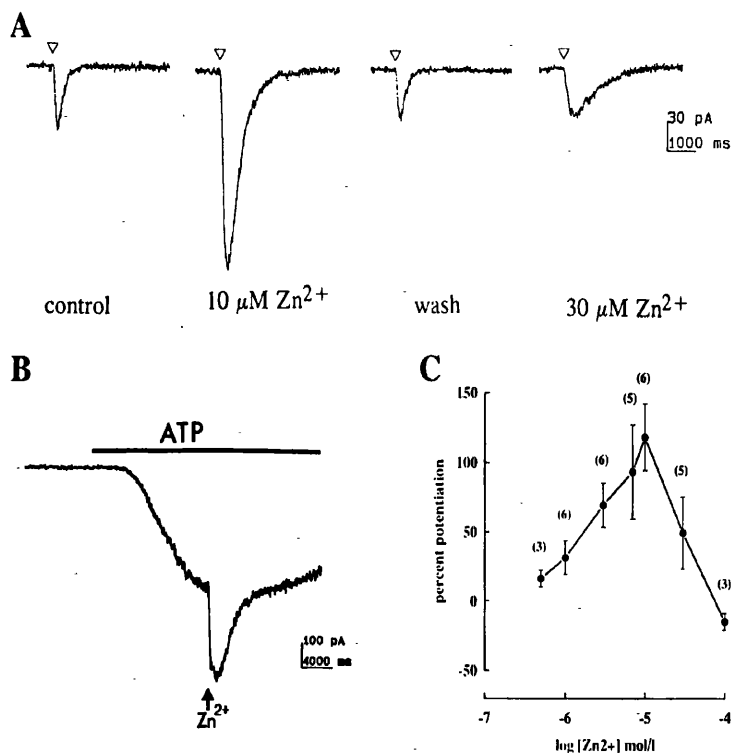 A
30 pA
1000 ms
control
10 μM Zn2+
wash
30 μM Zn2+
B
ATP
100 pA
4000 ms
Zn2+
C
percent potentiation
150
100
50
0
-50
(3)
(6)
(6)
(5)
(6)
(5)
(3)
-7
-6
-5
-4
log [Zn2+] mol/l